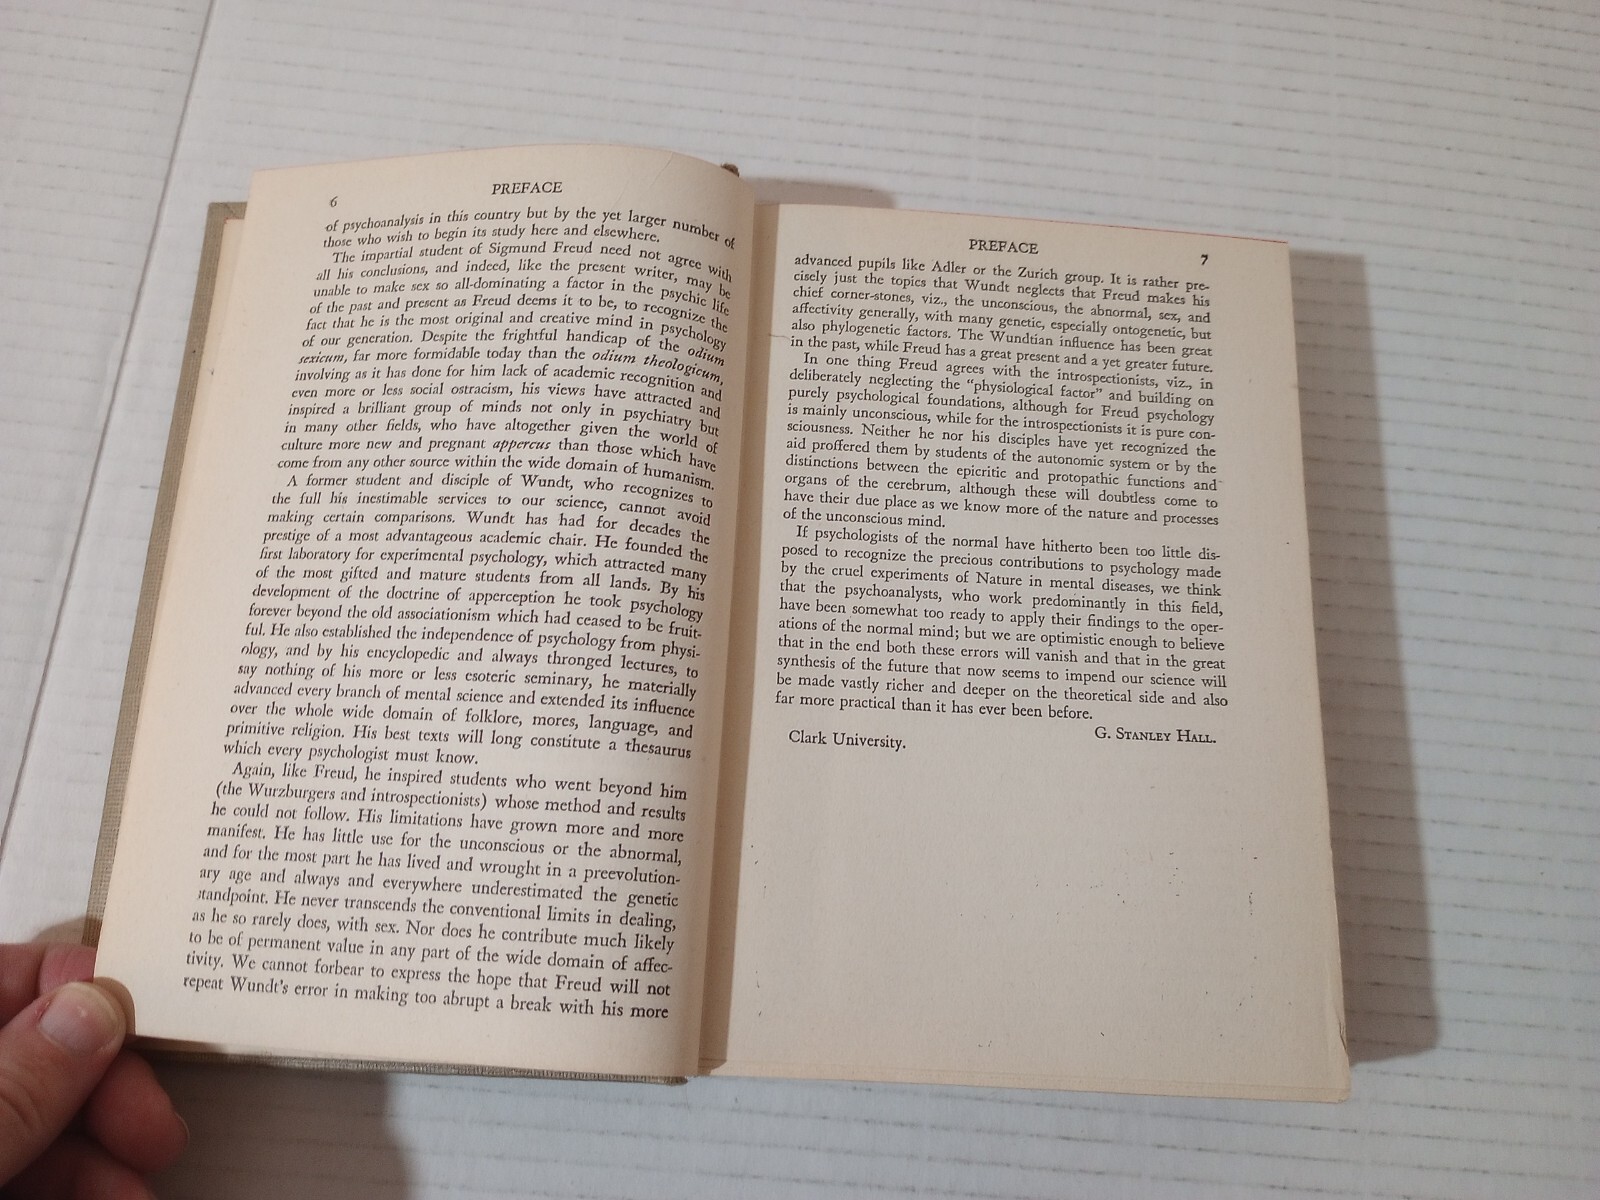 6
PREFACE
of psychoanalysis in this country but by the yet larger number of
those who wish to begin its study here and elsewhere.
The impartial student of Sigmund Freud need not agree with
all his conclusions, and indeed, like the present writer, may be
unable to make sex so all-dominating a factor in the psychic life
of the past and present as Freud deems it to be, to recognize the
fact that he is the most original and creative mind in psychology
of our generation. Despite the frightful handicap of the odium
sexicum, far more formidable today than the odium theologicum,
involving as it has done for him lack of academic recognition and
even more or less social ostracism, his views have attracted and
inspired a brilliant group of minds not only in psychiatry but
in many other fields, who have altogether given the world of
culture more new and pregnant appercus than those which have
come from any other source within the wide domain of humanism.
A former student and disciple of Wundt, who recognizes to
the full his inestimable services to our science, cannot avoid
making certain comparisons. Wundt has had for decades the
prestige of a most advantageous academic chair. He founded the
first laboratory for experimental psychology, which attracted many
of the most gifted and mature students from all lands. By his
development of the doctrine of apperception he took psychology
forever beyond the old associationism which had ceased to be fruit-
ful. He also established the independence of psychology from physi-
ology, and by his encyclopedic and always thronged lectures, to
say nothing of his more or less esoteric seminary, he materially
advanced every branch of mental science and extended its influence
over the whole wide domain of folklore, mores, language, and
primitive religion. His best texts will long constitute a thesaurus
which every psychologist must know.
Again, like Freud, he inspired students who went beyond him
(the Wurzburgers and introspectionists) whose method and results
he could not follow. His limitations have grown more and more
manifest. He has little use for the unconscious or the abnormal,
and for the most part he has lived and wrought in a preevolution-
ary age and always and everywhere underestimated the genetic
standpoint. He never transcends the conventional limits in dealing,
as he so rarely does, with sex. Nor does he contribute much likely
to be of permanent value in any part of the wide domain of affec-
tivity. We cannot forbear to express the hope that Freud will not
repeat Wundt's error in making too abrupt a break with his more
PREFACE
7
advanced pupils like Adler or the Zurich group. It is rather pre-
cisely just the topics that Wundt neglects that Freud makes his
chief corner-stones, viz., the unconscious, the abnormal, sex, and
affectivity generally, with many genetic, especially ontogenetic, but
also phylogenetic factors. The Wundtian influence has been great
in the past, while Freud has a great present and a yet greater future.
In one thing Freud agrees with the introspectionists, viz., in
deliberately neglecting the "physiological factor" and building on
purely psychological foundations, although for Freud psychology
is mainly unconscious, while for the introspectionists it is pure con-
sciousness. Neither he nor his disciples have yet recognized the
aid proffered them by students of the autonomic system or by the
distinctions between the epicritic and protopathic functions and
organs of the cerebrum, although these will doubtless come to
have their due place as we know more of the nature and processes
of the unconscious mind.
If psychologists of the normal have hitherto been too little dis-
posed to recognize the precious contributions to psychology made
by the cruel experiments of Nature in mental diseases, we think
that the psychoanalysts, who work predominantly in this field,
have been somewhat too ready to apply their findings to the oper-
ations of the normal mind; but we are optimistic enough to believe
that in the end both these errors will vanish and that in the great
synthesis of the future that now seems to impend our science will
be made vastly richer and deeper on the theoretical side and also
far more practical than it has ever been before.
G. STANLEY HALL.
Clark University.